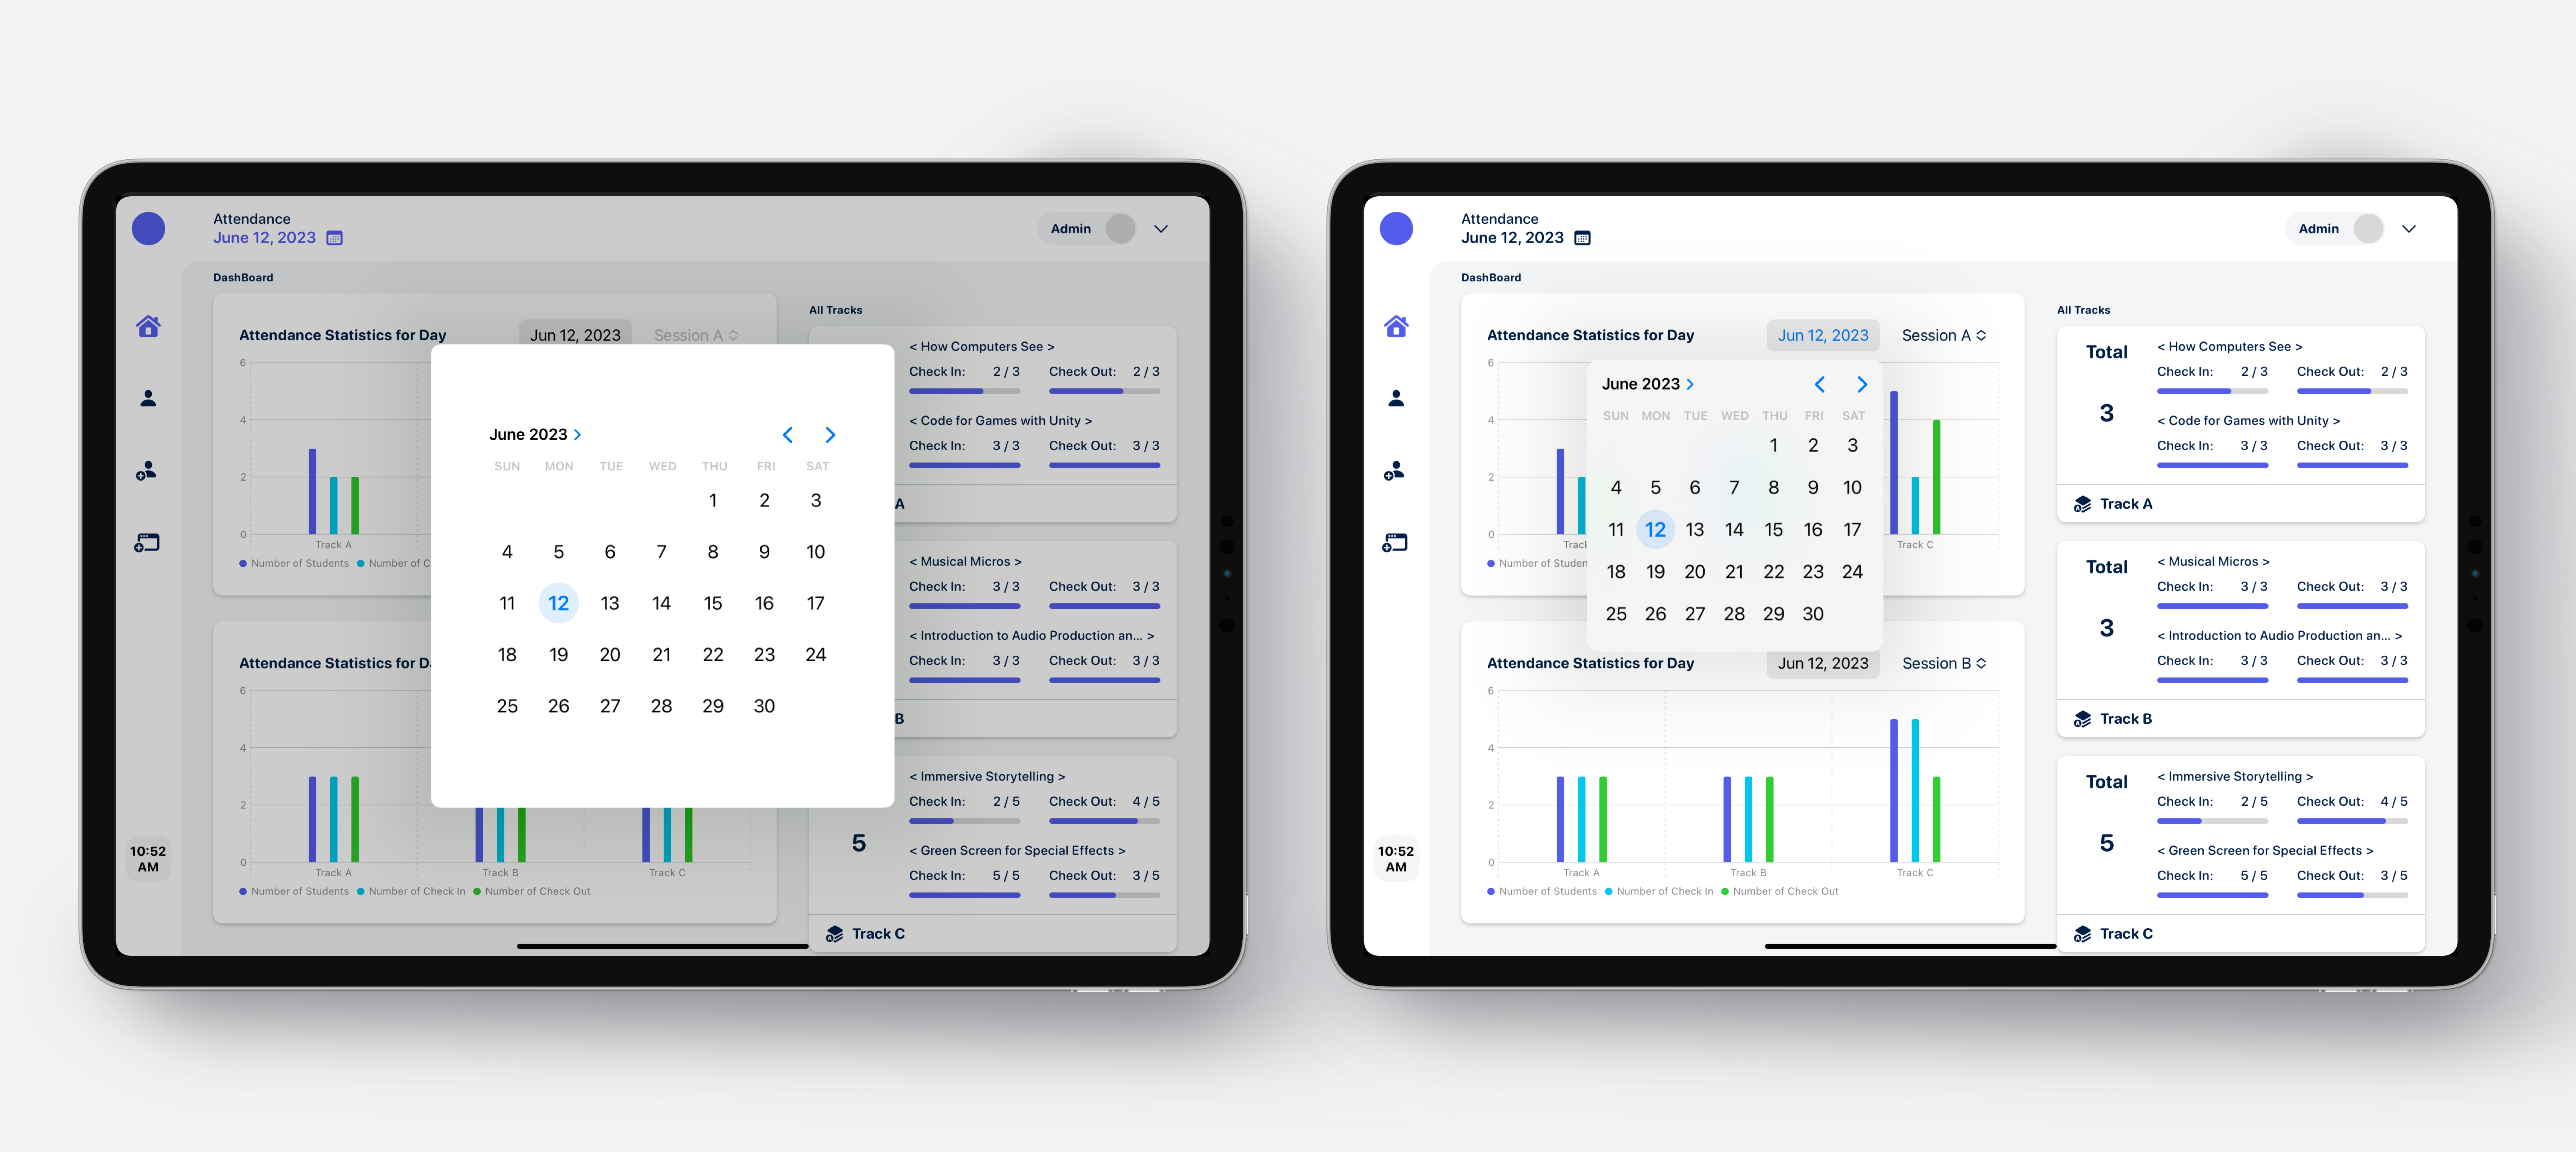 Attendance
June 12, 2023
Admin
DashBoard
Attendance Statistics for Day
Jun 12, 2023
Session A
6
4
2
0
Track A
Number of Students
Number of C
June 2023
SUN MON TUE WED THU FRI SAT
1 2 3
4 5 6 7 8 9 10
11 12 13 14 15 16 17
18 19 20 21 22 23 24
25 26 27 28 29 30
Attendance Statistics for D
6
4
2
0
Track A Track B Track C
Number of Students Number of Check In Number of Check Out
10:52
AM
All Tracks
< How Computers See >
Check In: 2 / 3 Check Out: 2 / 3
< Code for Games with Unity >
Check In: 3 / 3 Check Out: 3 / 3
A
< Musical Micros >
Check In: 3 / 3 Check Out: 3 / 3
< Introduction to Audio Production an... >
Check In: 3 / 3 Check Out: 3 / 3
B
< Immersive Storytelling >
Check In: 2 / 5 Check Out: 4 / 5
5
< Green Screen for Special Effects >
Check In: 5 / 5 Check Out: 3 / 5
Track C
Attendance
June 12, 2023
Admin
DashBoard
Attendance Statistics for Day
Jun 12, 2023
Session A
6
4
2
0
Track
Track C
Number of Studen
June 2023
SUN MON TUE WED THU FRI SAT
1 2 3
4 5 6 7 8 9 10
11 12 13 14 15 16 17
18 19 20 21 22 23 24
25 26 27 28 29 30
Attendance Statistics for Day
Jun 12, 2023
Session B
6
4
2
0
Track A Track B Track C
Number of Students Number of Check In Number of Check Out
10:52
AM
All Tracks
Total
3
< How Computers See >
Check In: 2 / 3 Check Out: 2 / 3
< Code for Games with Unity >
Check In: 3 / 3 Check Out: 3 / 3
Track A
Total
3
< Musical Micros >
Check In: 3 / 3 Check Out: 3 / 3
< Introduction to Audio Production an... >
Check In: 3 / 3 Check Out: 3 / 3
Track B
Total
5
< Immersive Storytelling >
Check In: 2 / 5 Check Out: 4 / 5
< Green Screen for Special Effects >
Check In: 5 / 5 Check Out: 3 / 5
Track C